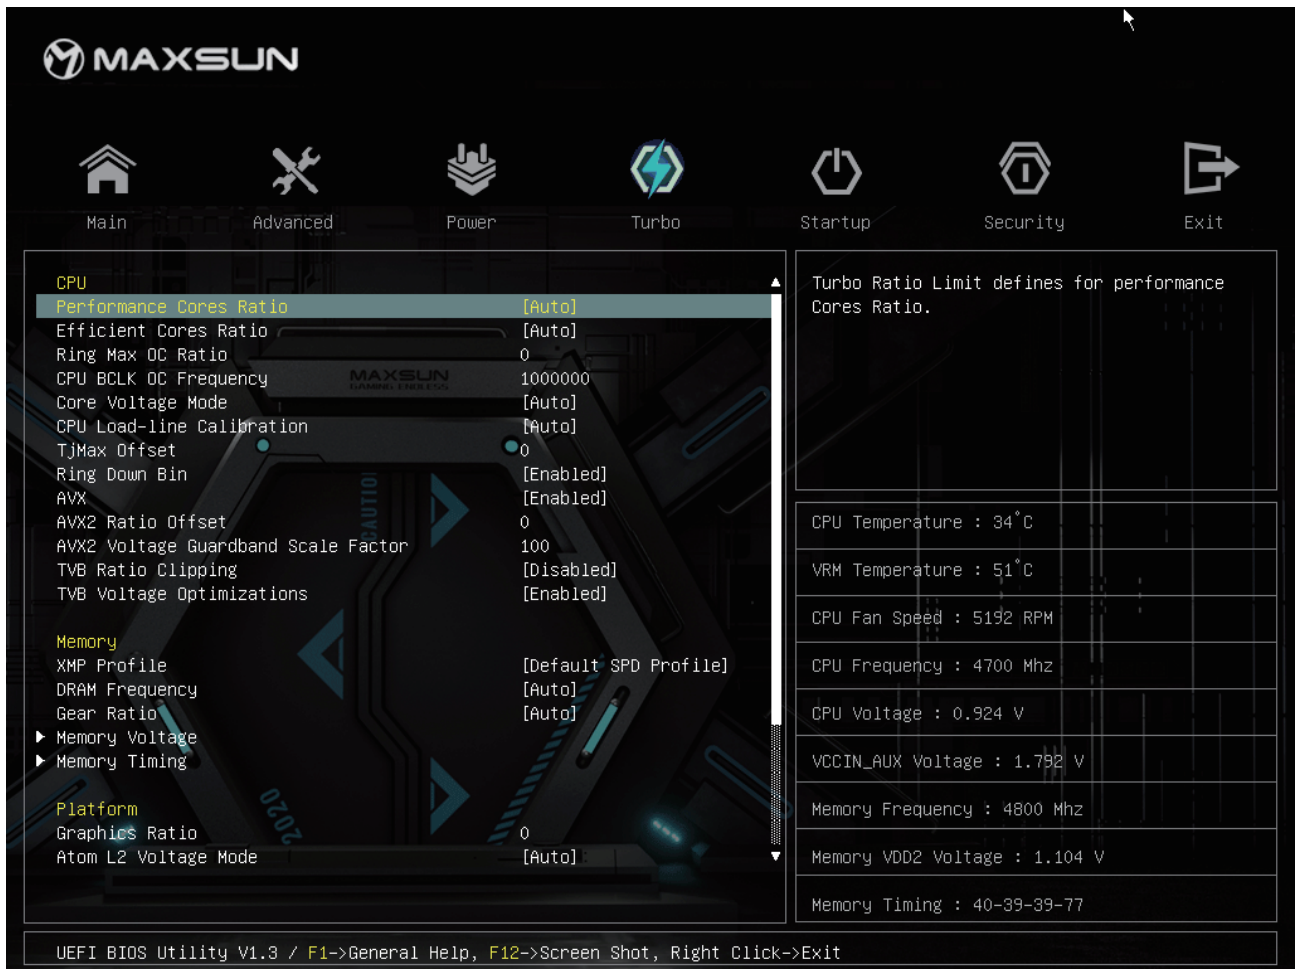 MAXSUN
Main Advanced Power Turbo Startup Security Exit
CPU
Performance Cores Ratio [Auto]
Efficient Cores Ratio [Auto]
Ring Max OC Ratio 0
CPU BCLK OC Frequency 1000000
Core Voltage Mode [Auto]
CPU Load-line Calibration [Auto]
TjMax Offset 0
Ring Down Bin [Enabled]
AVX [Enabled]
AVX2 Ratio Offset 0
AVX2 Voltage Guardband Scale Factor 100
TVB Ratio Clipping [Disabled]
TVB Voltage Optimizations [Enabled]
Memory
XMP Profile [Default SPD Profile]
DRAM Frequency [Auto]
Gear Ratio [Auto]
Memory Voltage
Memory Timing
Platform
Graphics Ratio 0
Atom L2 Voltage Mode [Auto]
Turbo Ratio Limit defines for performance
Cores Ratio.
CPU Temperature : 34°C
VRM Temperature : 51°C
CPU Fan Speed : 5192 RPM
CPU Frequency : 4700 Mhz
CPU Voltage : 0.924 V
VCCIN_AUX Voltage : 1.792 V
Memory Frequency : 4800 Mhz
Memory VDD2 Voltage : 1.104 V
Memory Timing : 40-39-39-77
MAXSUN
GAMING ENDLESS
CAUTION
2020
UEFI BIOS Utility V1.3 / F1->General Help, F12->Screen Shot, Right Click->Exit